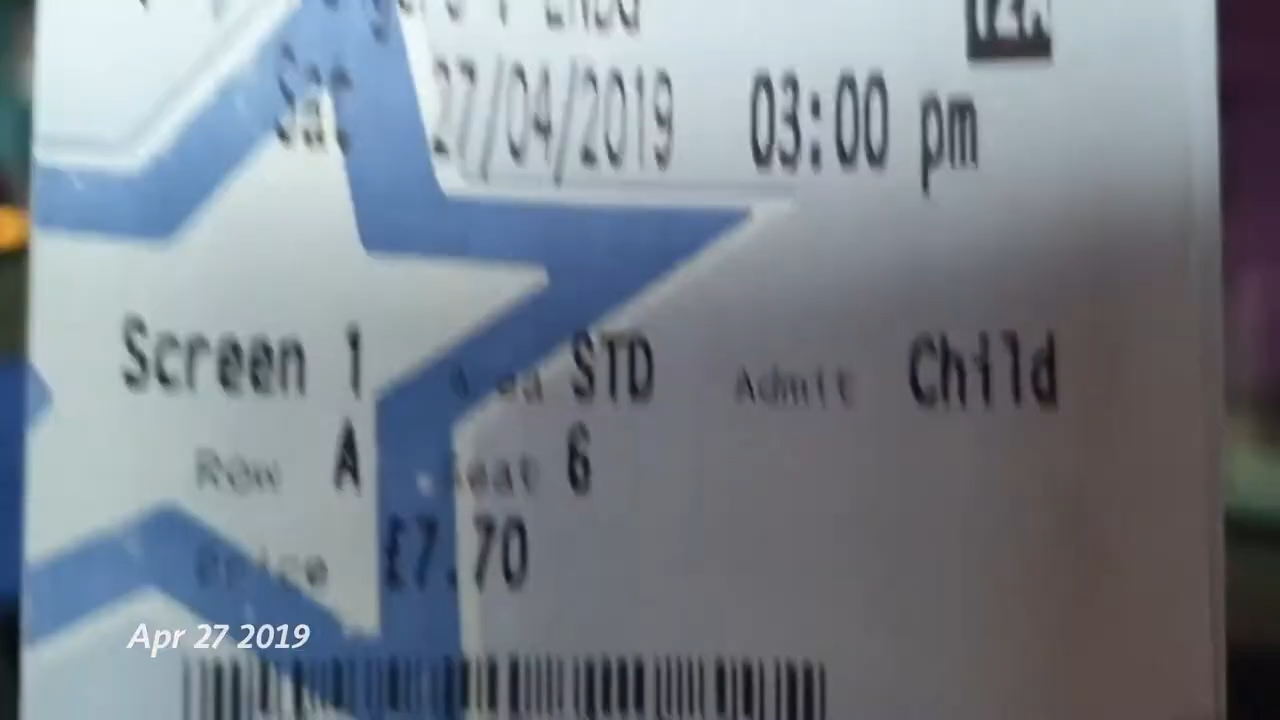 Sat 27/04/2019 03:00 pm
Screen 1 STD Admit Child
Row A Seat 6
Price £7.70
Apr 27 2019